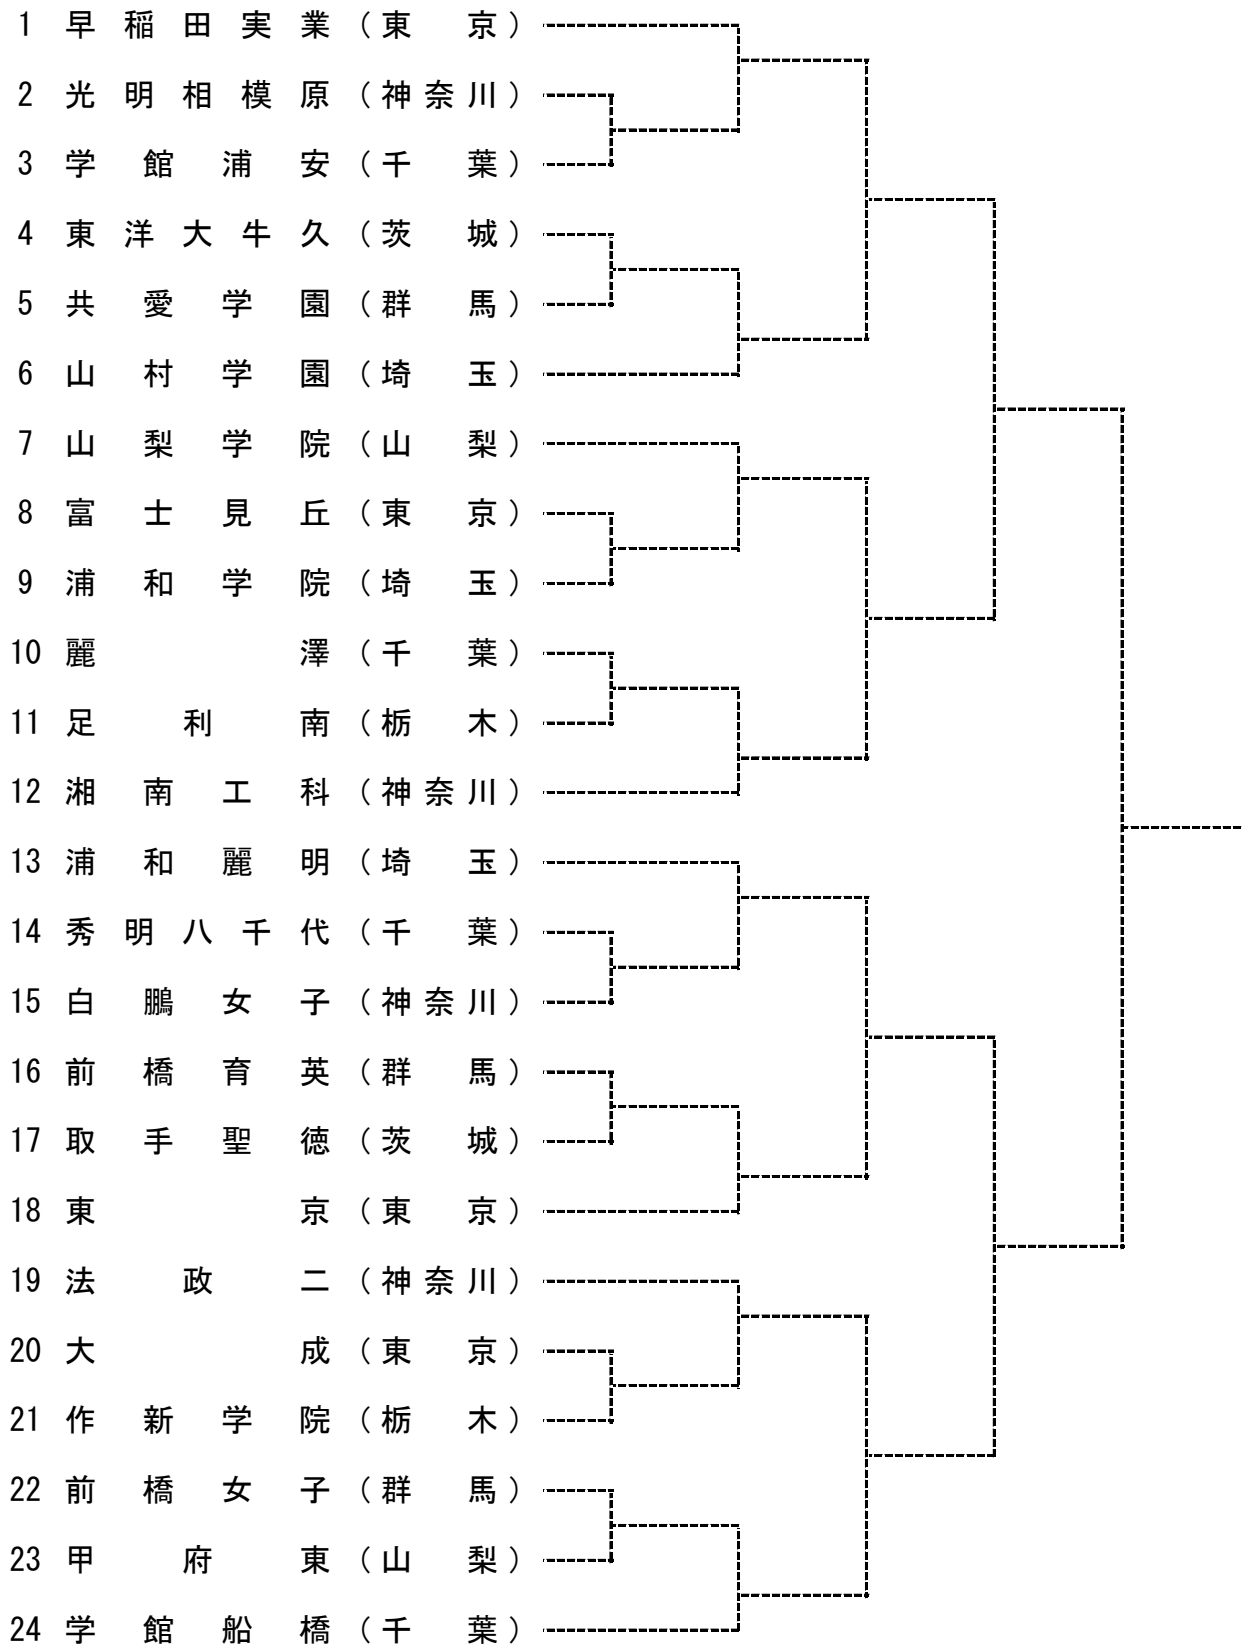 1 早稲田実業（東京）
2 光明相模原（神奈川）
3 学館浦安（千葉）
4 東洋大牛久（茨城）
5 共愛学園（群馬）
6 山村学園（埼玉）
7 山梨学院（山梨）
8 富士見丘（東京）
9 浦和学院（埼玉）
10 麗澤（千葉）
11 足利南（栃木）
12 湘南工科（神奈川）
13 浦和麗明（埼玉）
14 秀明八千代（千葉）
15 白鵬女子（神奈川）
16 前橋育英（群馬）
17 取手聖徳（茨城）
18 東京（東京）
19 法政二（神奈川）
20 大成（東京）
21 作新学院（栃木）
22 前橋女子（群馬）
23 甲府東（山梨）
24 学館船橋（千葉）